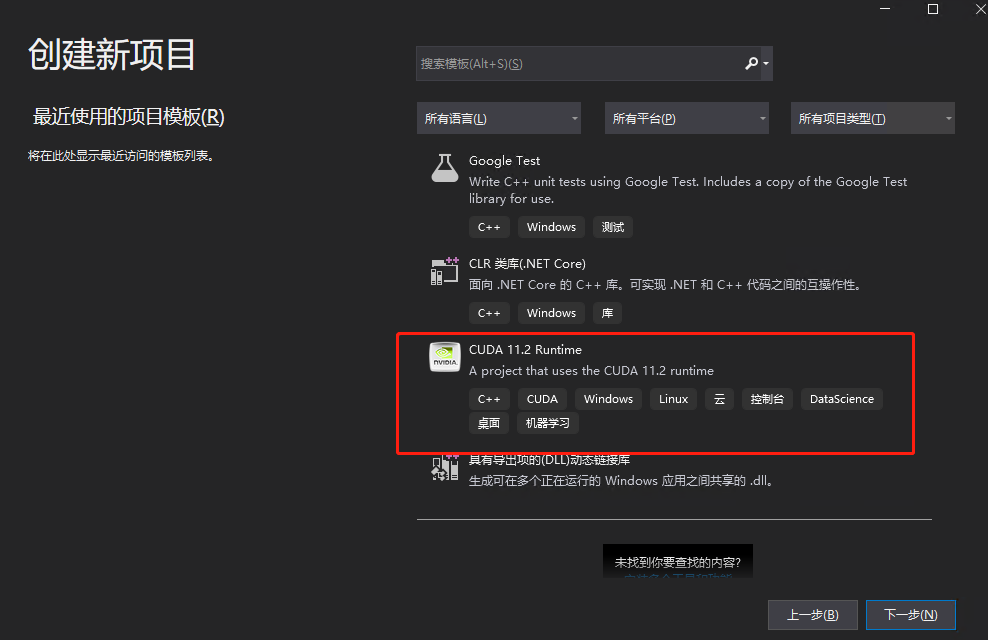 创建新项目
最近使用的项目模板(R)
将在此处显示最近访问的模板列表。
搜索模板(Alt+S)(S)
所有语言(L)
所有平台(P)
所有项目类型(T)
Google Test
Write C++ unit tests using Google Test. Includes a copy of the Google Test
library for use.
C++ Windows 测试
CLR 类库(.NET Core)
面向 .NET Core 的 C++ 库。可实现 .NET 和 C++ 代码之间的互操作性。
C++ Windows 库
NVIDIA.
CUDA 11.2 Runtime
A project that uses the CUDA 11.2 runtime
C++ CUDA Windows Linux 云 控制台 DataScience
桌面 机器学习
具有导出项的(DLL)动态链接库
生成可在多个正在运行的 Windows 应用之间共享的 .dll。
未找到你要查找的内容?
上一步(B)
下一步(N)